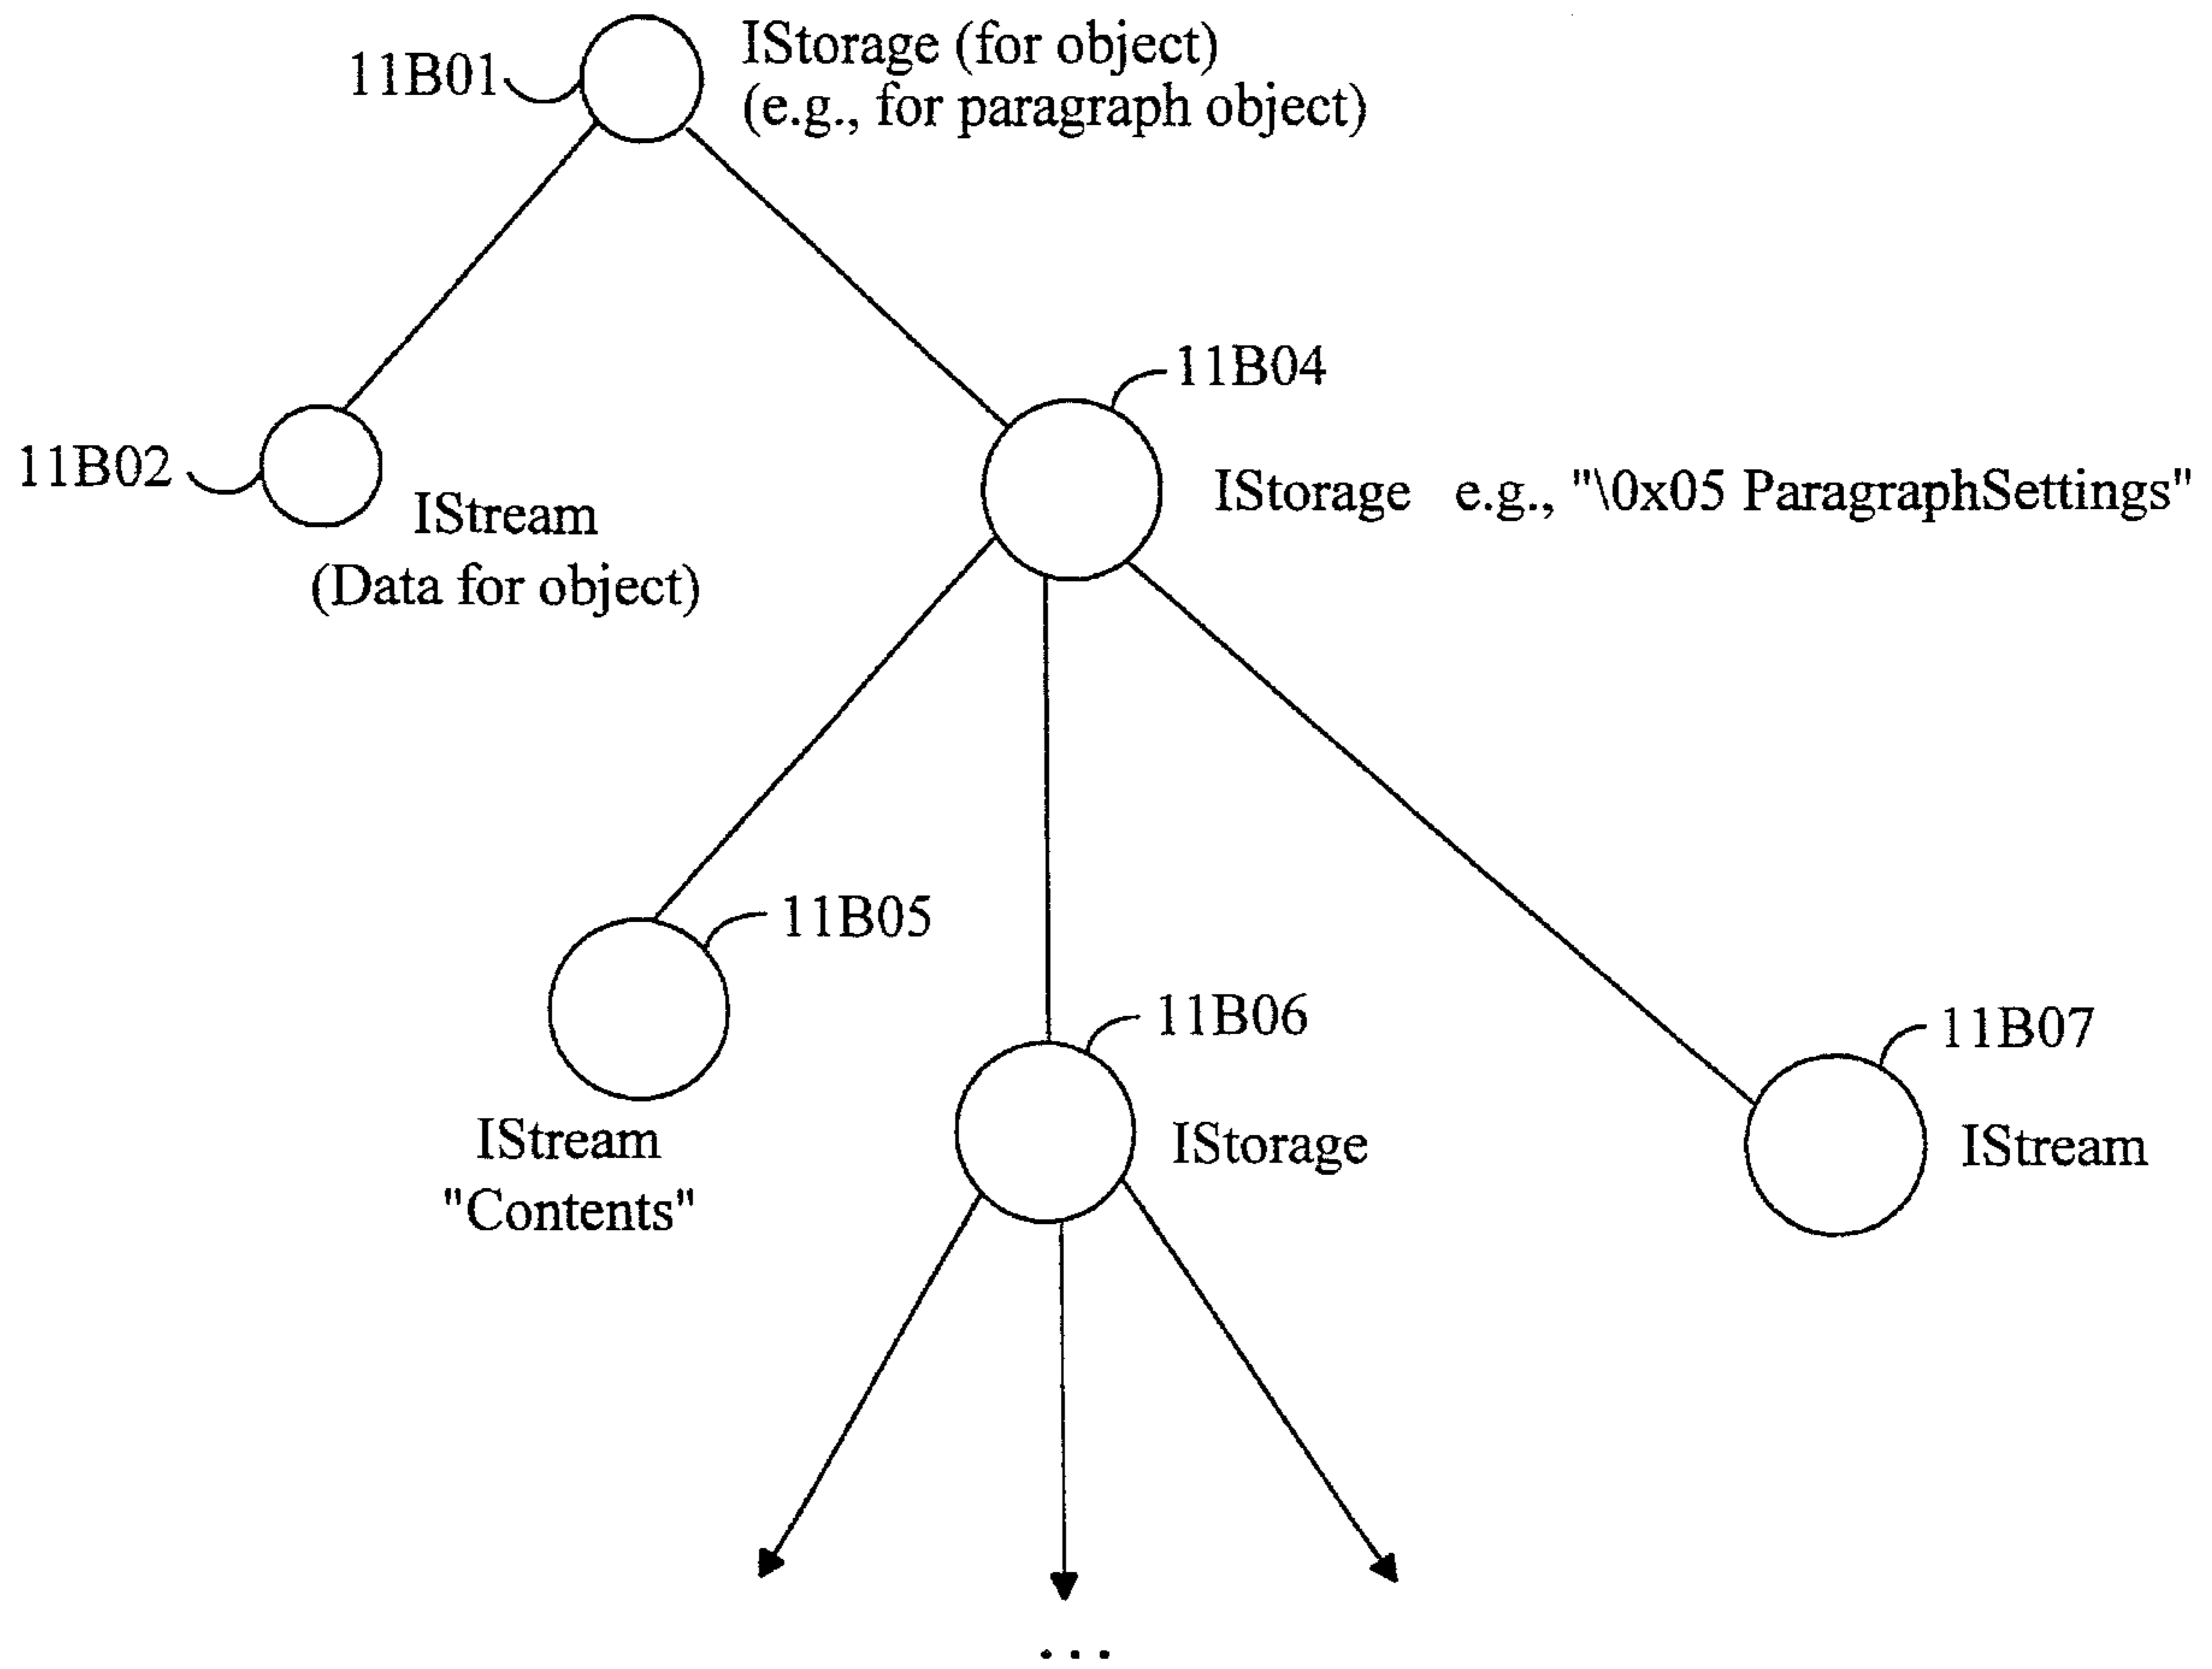 11B01
IStorage (for object)
(e.g., for paragraph object)
11B04
11B02
IStorage e.g., "\0x05 ParagraphSettings"
IStream
(Data for object)
11B05
11B06
11B07
IStream
"Contents"
IStorage
IStream
...